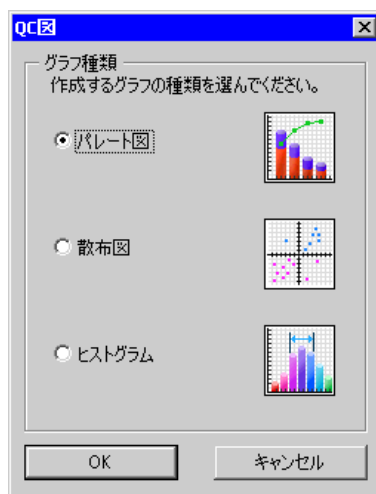 QC図
グラフ種類
作成するグラフの種類を選んでください。
パレート図
散布図
ヒストグラム
OK
キャンセル